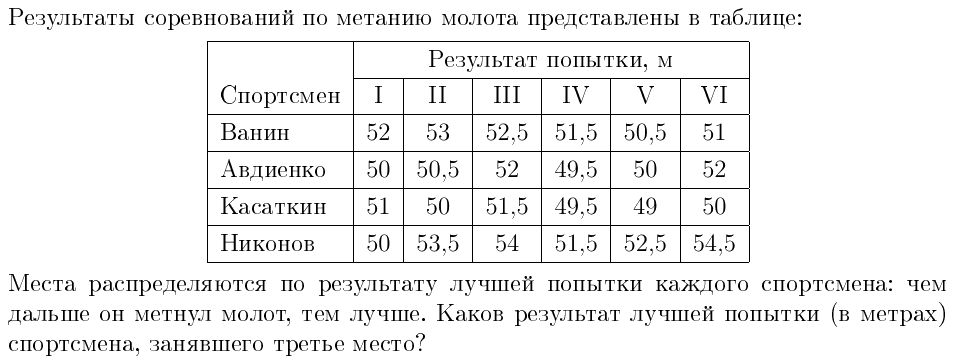 Результаты соревнований по метанию молота представлены в таблице:
Результат попытки, м
Спортсмен I II III IV V VI
Ванин 52 53 52,5 51,5 50,5 51
Авдиенко 50 50,5 52 49,5 50 52
Касаткин 51 50 51,5 49,5 49 50
Никонов 50 53,5 54 51,5 52,5 54,5
Места распределяются по результату лучшей попытки каждого спортсмена: чем
дальше он метнул молот, тем лучше. Каков результат лучшей попытки (в метрах)
спортсмена, занявшего третье место?